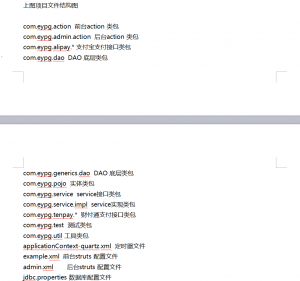 上图项目文件结构图
com.eypg.action 前台action 类包
com.eypg.admin.action 后台action 类包
com.eypg.alipay.* 支付宝支付接口类包
com.eypg.dao DAO 底层类包
com.eypg.generics.dao DAO 底层类包
com.eypg.pojo 实体类包
com.eypg.service service接口类包
com.eypg.service.impl service实现类包
com.eypg.tenpay.* 财付通支付接口类包
com.eypg.test 测试类包
com.eypg.util 工具类包
applicationContext-quartz.xml 定时器文件
example.xml 前台struts 配置文件
admin.xml 后台struts 配置文件
jdbc.properties 数据库配置文件